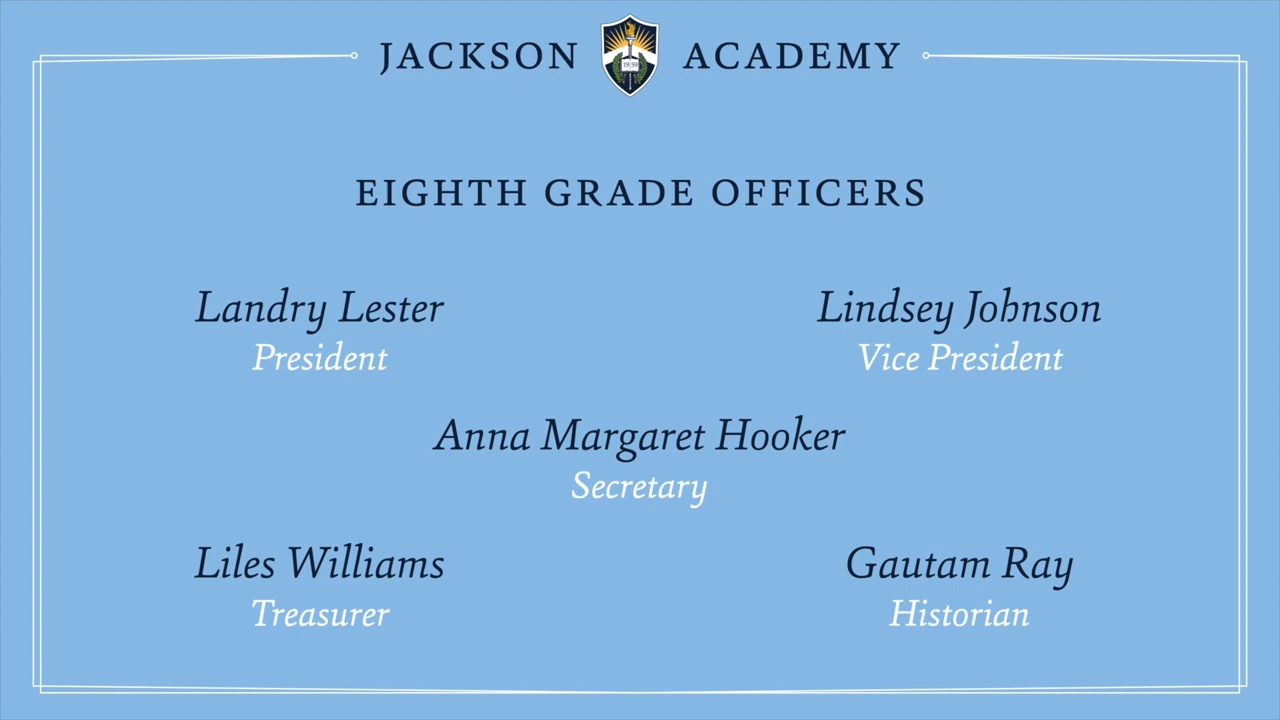 JACKSON ACADEMY
1959
EIGHTH GRADE OFFICERS
Landry Lester
President
Lindsey Johnson
Vice President
Anna Margaret Hooker
Secretary
Liles Williams
Treasurer
Gautam Ray
Historian